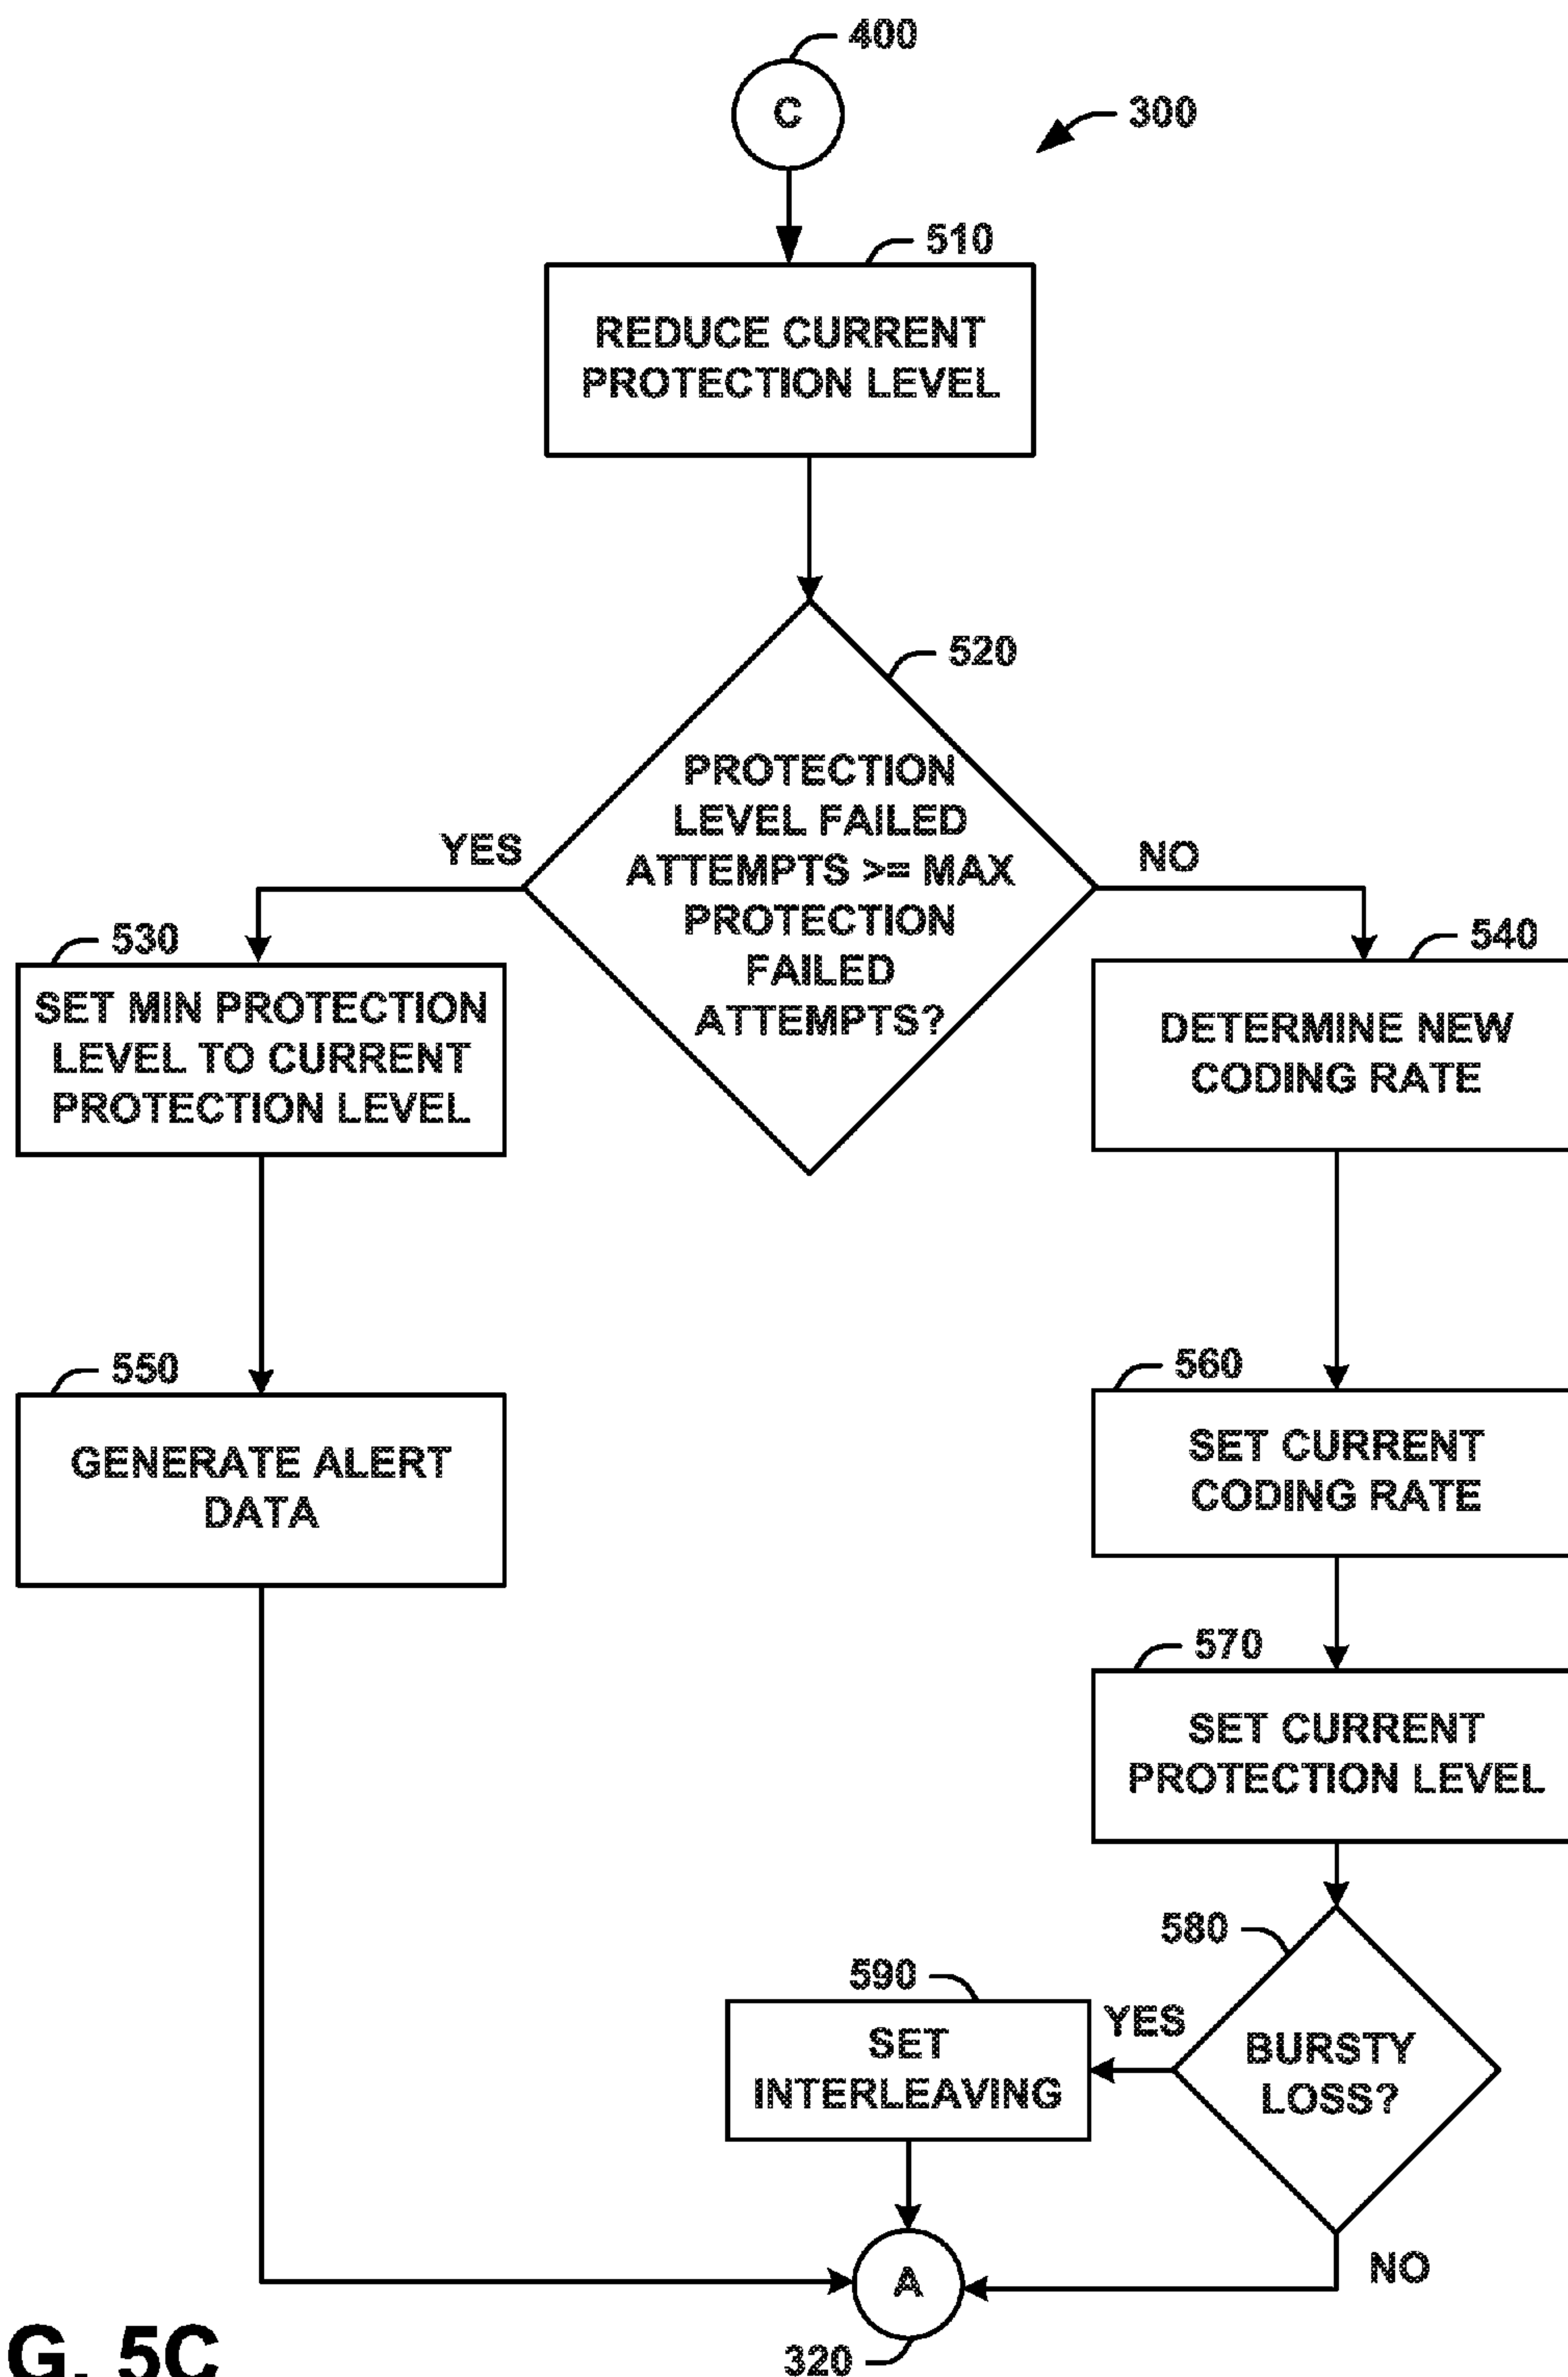 400
C
300
510
REDUCE CURRENT
PROTECTION LEVEL
520
PROTECTION
LEVEL FAILED
ATTEMPTS >= MAX
PROTECTION
FAILED
ATTEMPTS?
YES
NO
530
SET MIN PROTECTION
LEVEL TO CURRENT
PROTECTION LEVEL
540
DETERMINE NEW
CODING RATE
550
GENERATE ALERT
DATA
560
SET CURRENT
CODING RATE
570
SET CURRENT
PROTECTION LEVEL
580
BURSTY
LOSS?
YES
590
SET
INTERLEAVING
NO
A
320
G. 5C